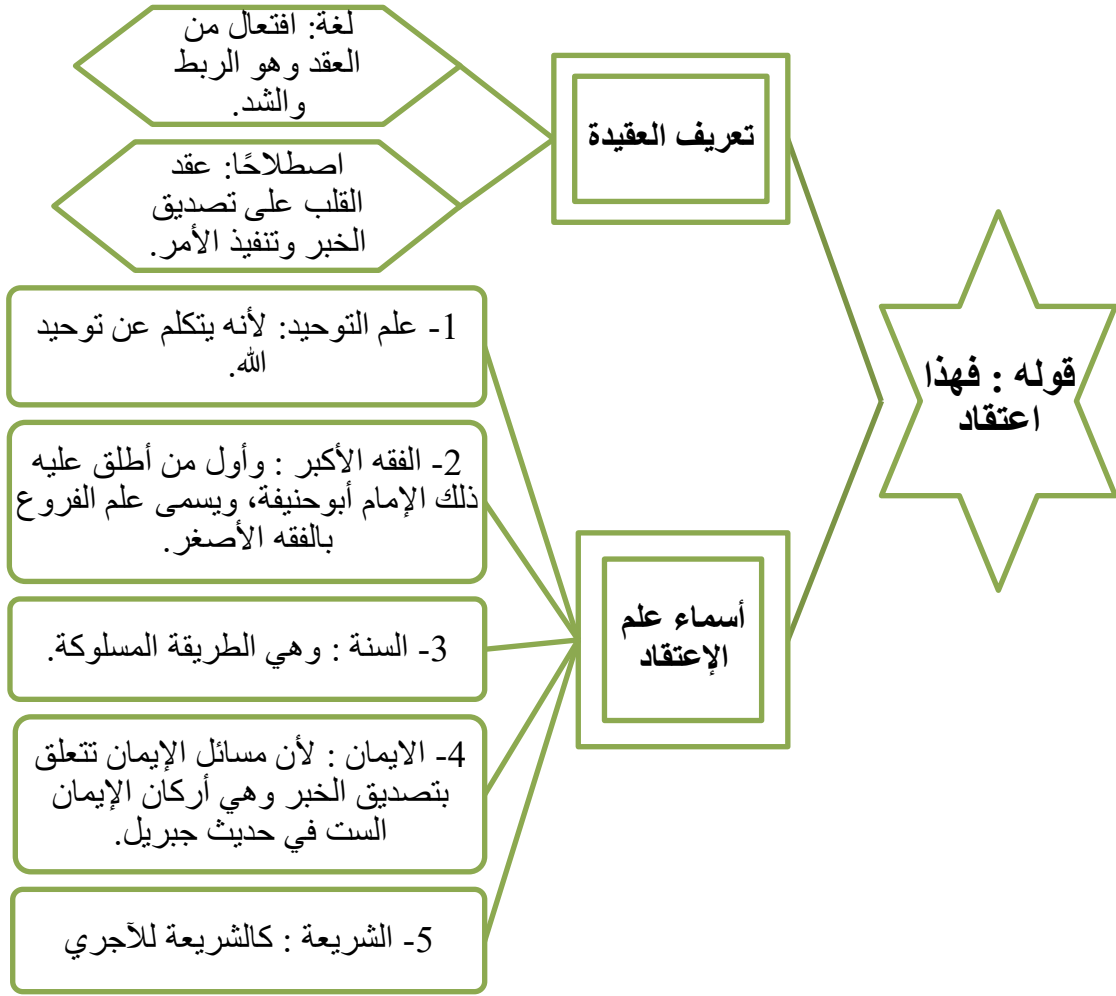 قوله : فهذا
اعتقاد
تعريف العقيدة
لغة: افتعال من
العقد وهو الربط
والشد.
اصطلاحًا: عقد
القلب على تصديق
الخبر وتنفيذ الأمر.
أسماء علم
الإعتقاد
1- علم التوحيد: لأنه يتكلم عن توحيد
الله.
2- الفقه الأكبر : وأول من أطلق عليه
ذلك الإمام أبوحنيفة، ويسمى علم الفروع
بالفقه الأصغر.
3- السنة : وهي الطريقة المسلوكة.
4- الايمان : لأن مسائل الإيمان تتعلق
بتصديق الخبر وهي أركان الإيمان
الست في حديث جبريل.
5- الشريعة : كالشريعة للآجري